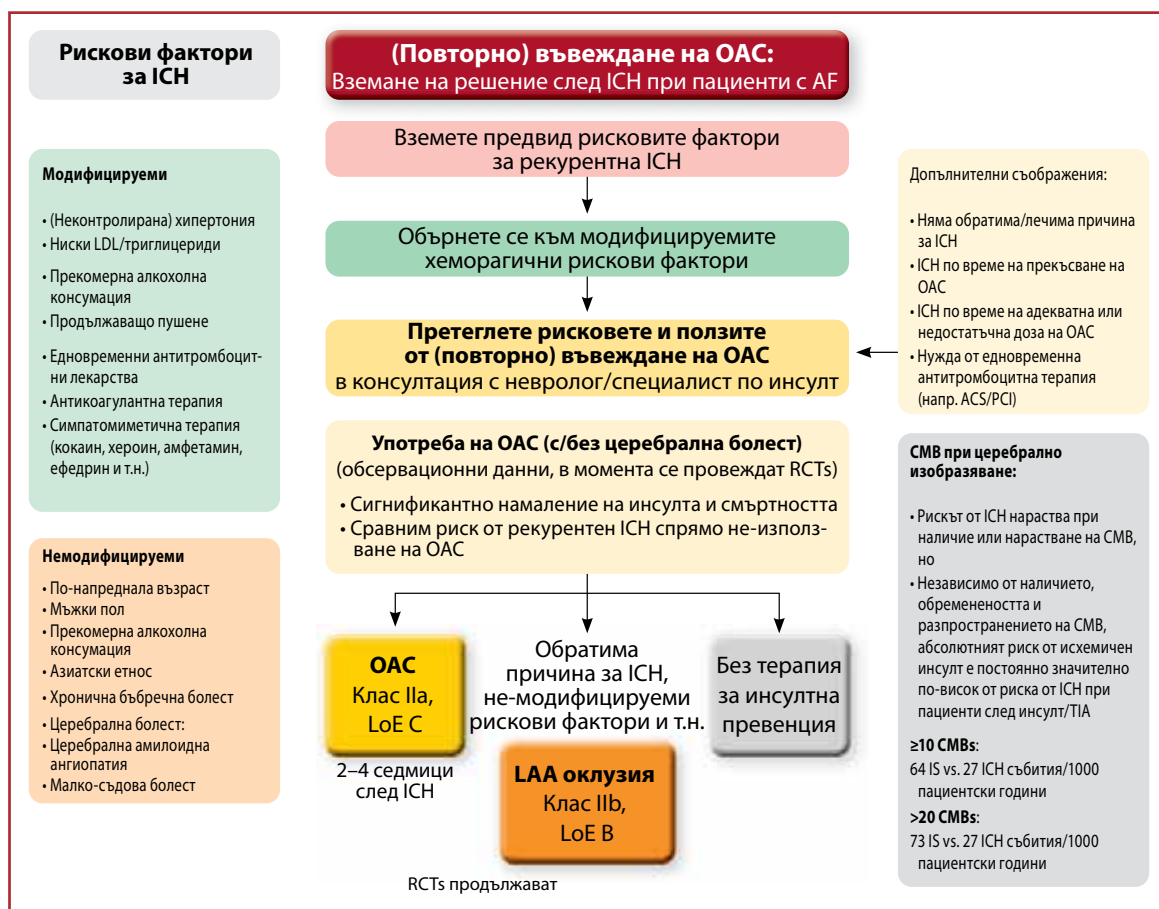 Рискови фактори
за ICH
Модифицируеми
• (Неконтролирана) хипертония
• Ниски LDL/триглицериди
• Прекомерна алкохолна
консумация
• Продължаващо пушене
• Едновременни антитромбоцит-
ни лекарства
• Антикоагулантна терапия
• Симпатомиметична терапия
(кокаин, хероин, амфетамин,
ефедрин и т.н.)
Немодифицируеми
• По-напреднала възраст
• Мъжки пол
• Прекомерна алкохолна
консумация
• Азиатски етнос
• Хронична бъбречна болест
• Церебрална болест:
• Церебрална амилоидна
ангиопатия
• Малко-съдова болест
(Повторно) въвеждане на ОАС:
Вземане на решение след ICH при пациенти с AF
Вземете предвид рисковите фактори
за рекурентна ICH
Обърнете се към модифицируемите
хеморагични рискови фактори
Претеглете рисковете и ползите
от (повторно) въвеждане на ОАС
в консултация с невролог/специалист по инсулт
Употреба на ОАС (с/без церебрална болест)
(обсервационни данни, в момента се провеждат RCTs)
• Сигнификантно намаление на инсулта и смъртността
• Сравним риск от рекурентен ICH спрямо не-използ-
ване на ОАС
ОАС
Клас IIa,
LoE C
2–4 седмици
след ICH
Обратима
причина за ICH,
не-модифицируеми
рискови фактори и т.н.
LAA оклузия
Клас IIb,
LoE B
Без терапия
за инсултна
превенция
RCTs продължават
Допълнителни съображения:
• Няма обратима/лечима причина
за ICH
• ICH по време на прекъсване на
ОАС
• ICH по време на адекватна или
недостатъчна доза на ОАС
• Нужда от едновременна
антитромбоцитна терапия
(напр. ACS/PCI)
СМВ при церебрално
изобразяване:
• Рискът от ICH нараства при
наличие или нарастване на СМВ,
но
• Независимо от наличието,
обремененоcтта и
разпространението на СМВ,
абсолютният риск от исхемичен
инсулт е постоянно значително
по-висок от риска от ICH при
пациенти след инсулт/TIA
≥10 CMBs:
64 IS vs. 27 ICH събития/1000
пациентски години
>20 CMBs:
73 IS vs. 27 ICH събития/1000
пациентски години